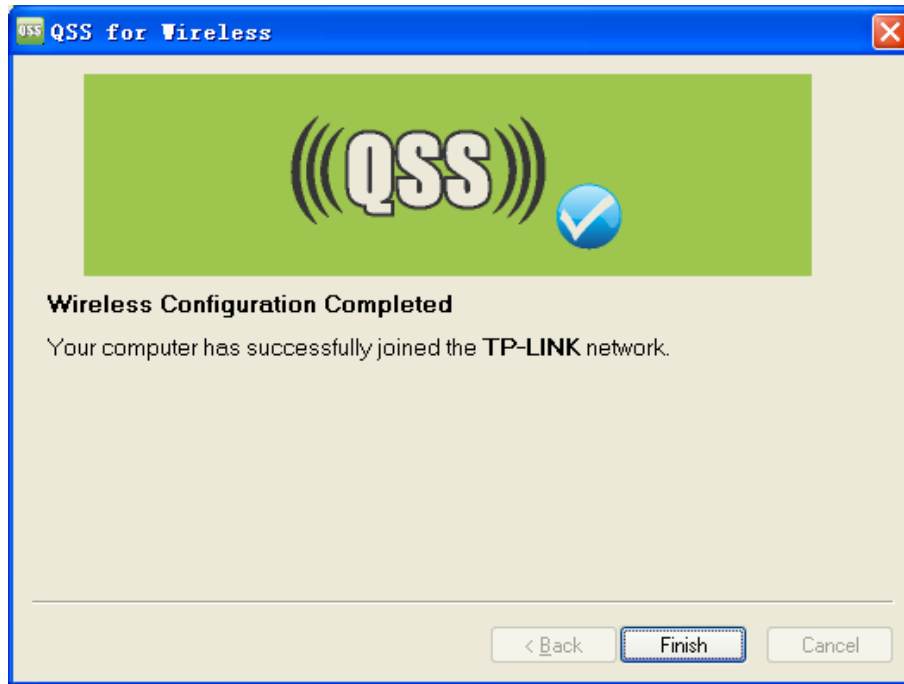 QSS QSS for Wireless
(((QSS)))
Wireless Configuration Completed
Your computer has successfully joined the TP-LINK network.
< Back Finish Cancel